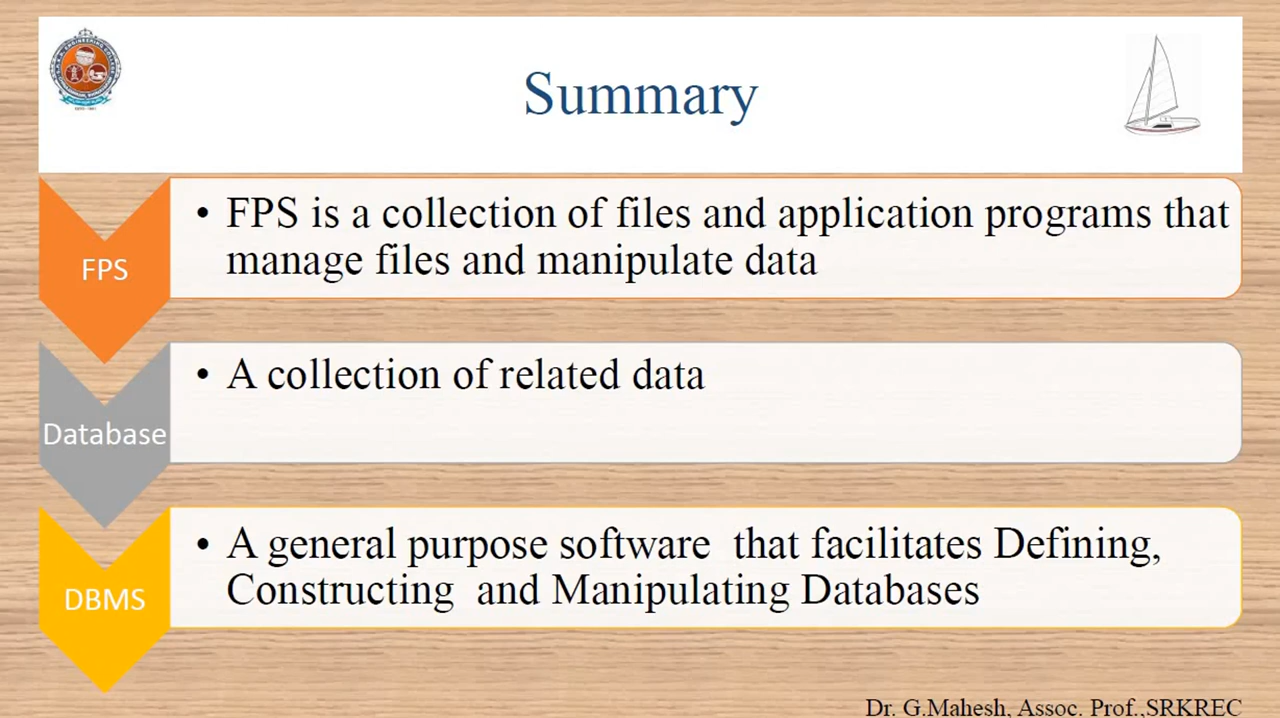 Summary
FPS
• FPS is a collection of files and application programs that
manage files and manipulate data
Database
• A collection of related data
DBMS
• A general purpose software  that facilitates Defining,
Constructing  and Manipulating Databases
Dr. G.Mahesh, Assoc. Prof.,SRKREC